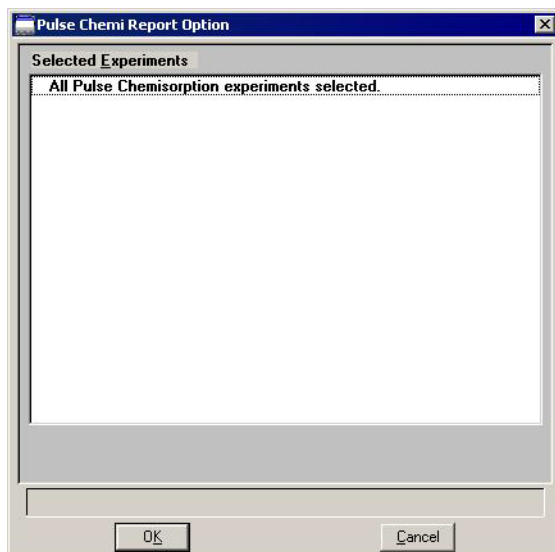 Pulse Chemi Report Option
Selected Experiments
All Pulse Chemisorption experiments selected.
OK
Cancel